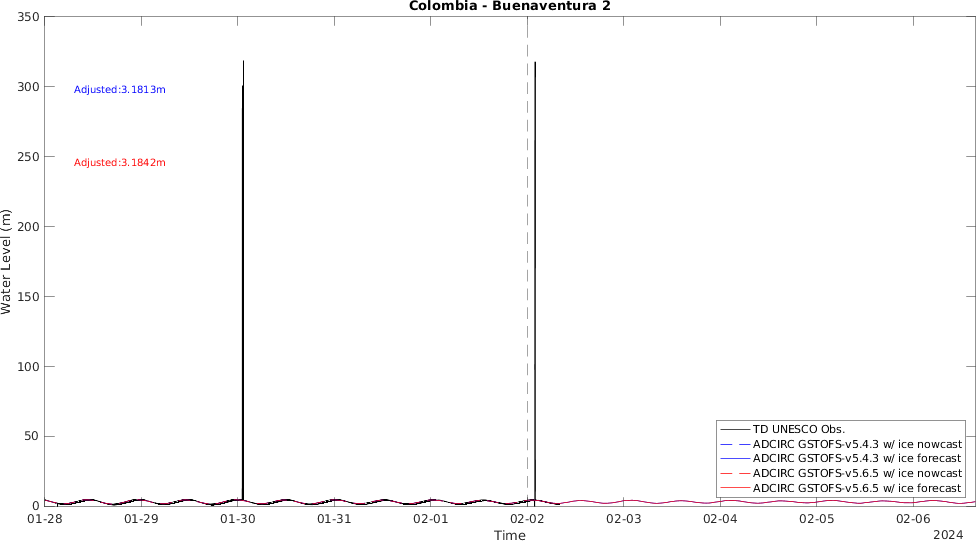 Colombia - Buenaventura 2
350
300
250
200
150
100
50
0
Water Level (m)
Adjusted:3.1813m
Adjusted:3.1842m
TD UNESCO Obs.
ADCIRC GSTOFS-v5.4.3 w/ ice nowcast
ADCIRC GSTOFS-v5.4.3 w/ ice forecast
ADCIRC GSTOFS-v5.6.5 w/ ice nowcast
ADCIRC GSTOFS-v5.6.5 w/ ice forecast
01-28 01-29 01-30 01-31 02-01 02-02 02-03 02-04 02-05 02-06
Time
2024